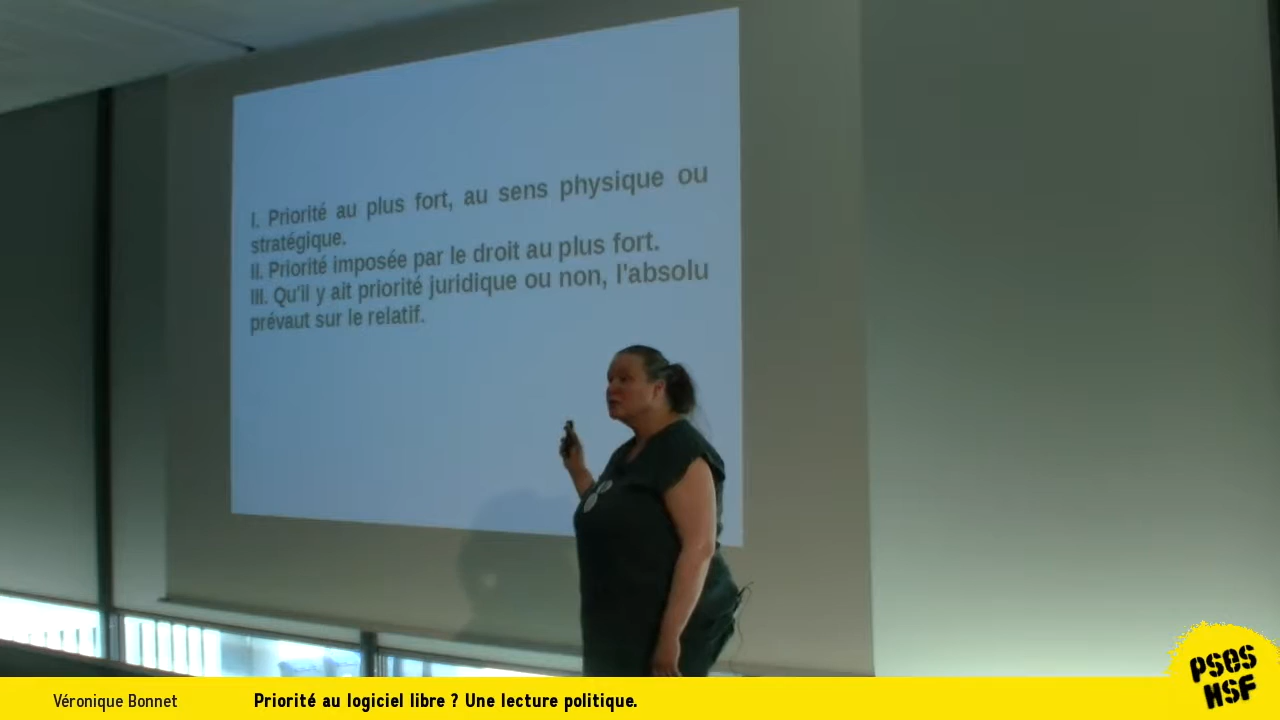 I. Priorité au plus fort, au sens physique ou
stratégique.
II. Priorité imposée par le droit au plus fort.
III. Qu'il y ait priorité juridique ou non, l'absolu
prévaut sur le relatif.
PSES
HSF
Véronique Bonnet
Priorité au logiciel libre ? Une lecture politique.